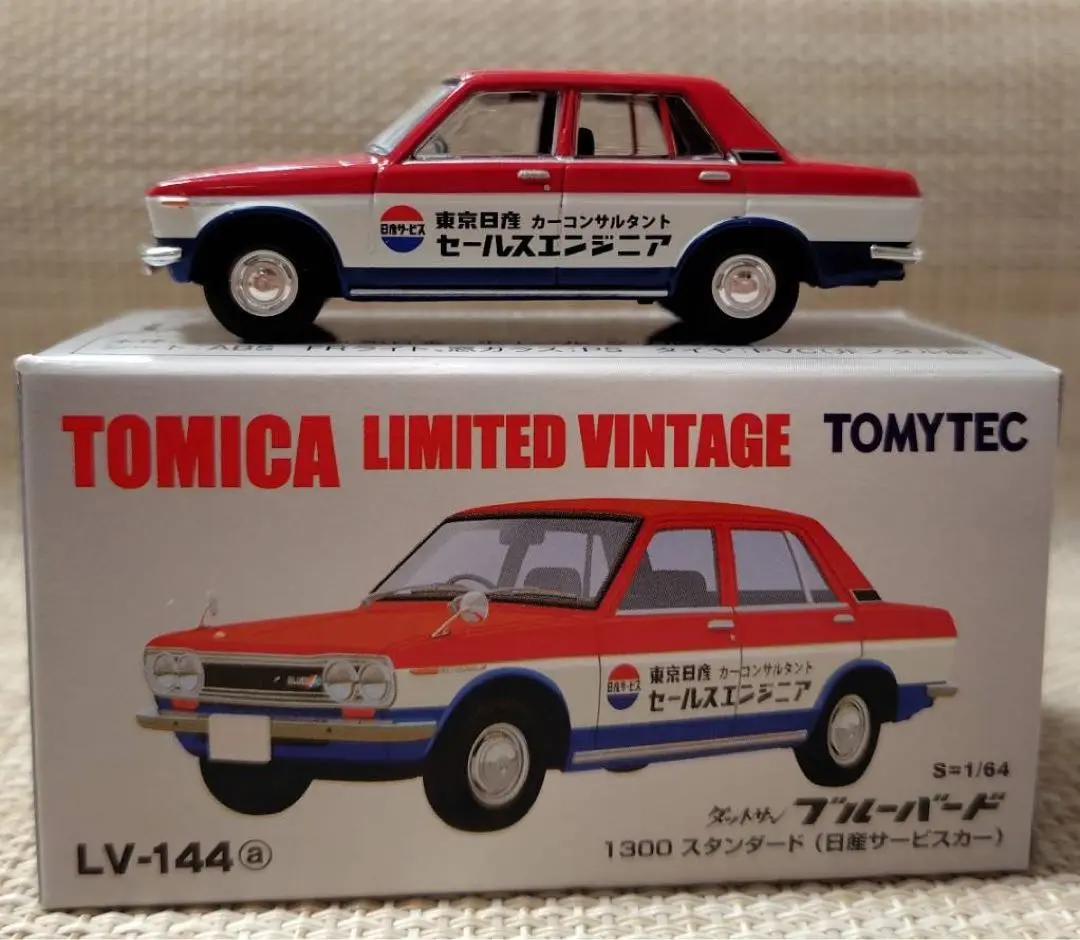 日産サービス
東京日産 カーコンサルタント
セールスエンジニア
TOMICA LIMITED VINTAGE TOMYTEC
日産サービス
東京日産 カーコンサルタント
セールスエンジニア
S=1/64
ダットサン ブルーバード
1300 スタンダード (日産サービスカー)
LV-144 ⓐ